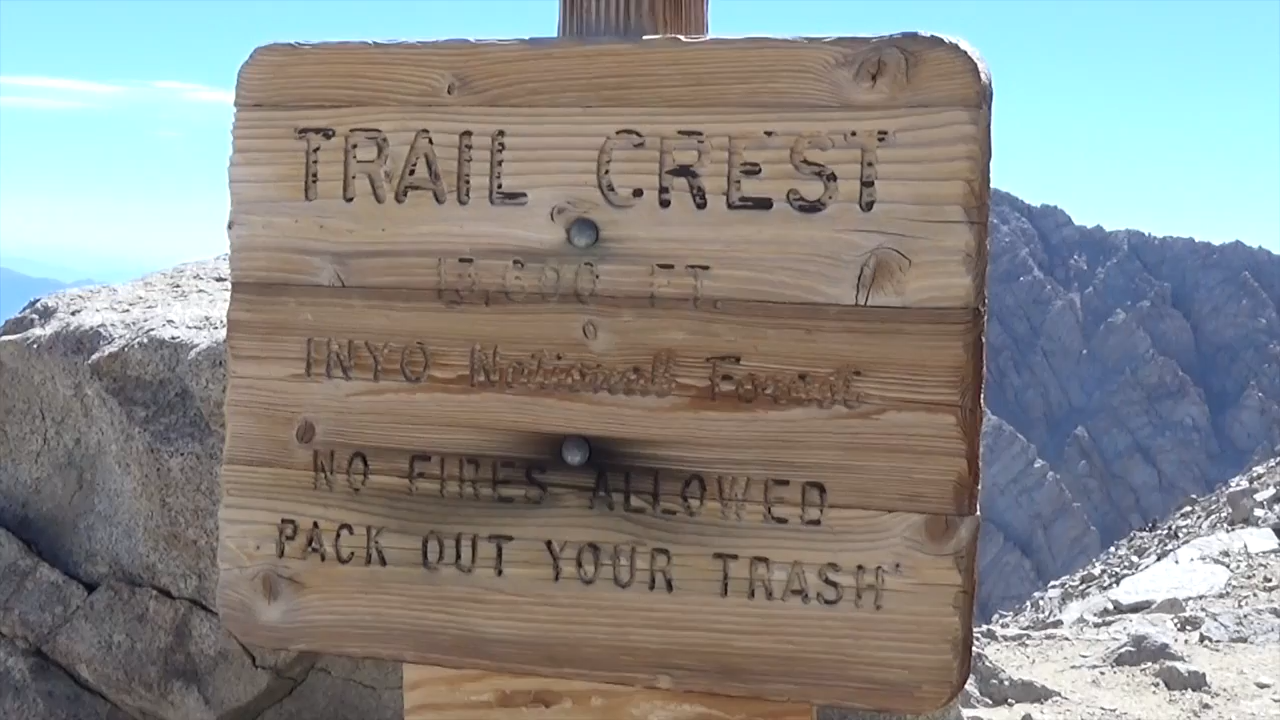 TRAIL CREST
13,600 FT.
INYO National Forest
NO FIRES ALLOWED
PACK OUT YOUR TRASH